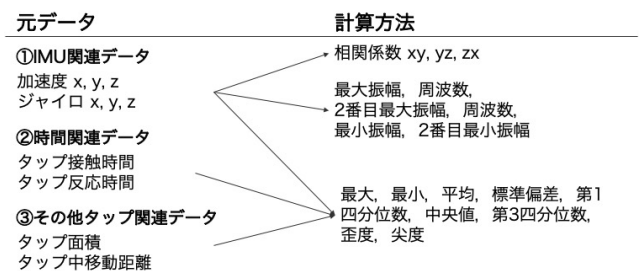 元データ
計算方法
①IMU関連データ
加速度 x, y, z
ジャイロ x, y, z
②時間関連データ
タップ接触時間
タップ反応時間
③その他タップ関連データ
タップ面積
タップ中移動距離
相関係数 xy, yz, zx
最大振幅, 周波数,
2番目最大振幅, 周波数,
最小振幅, 2番目最小振幅
最大, 最小, 平均, 標準偏差, 第1
四分位数, 中央値, 第3四分位数,
歪度, 尖度